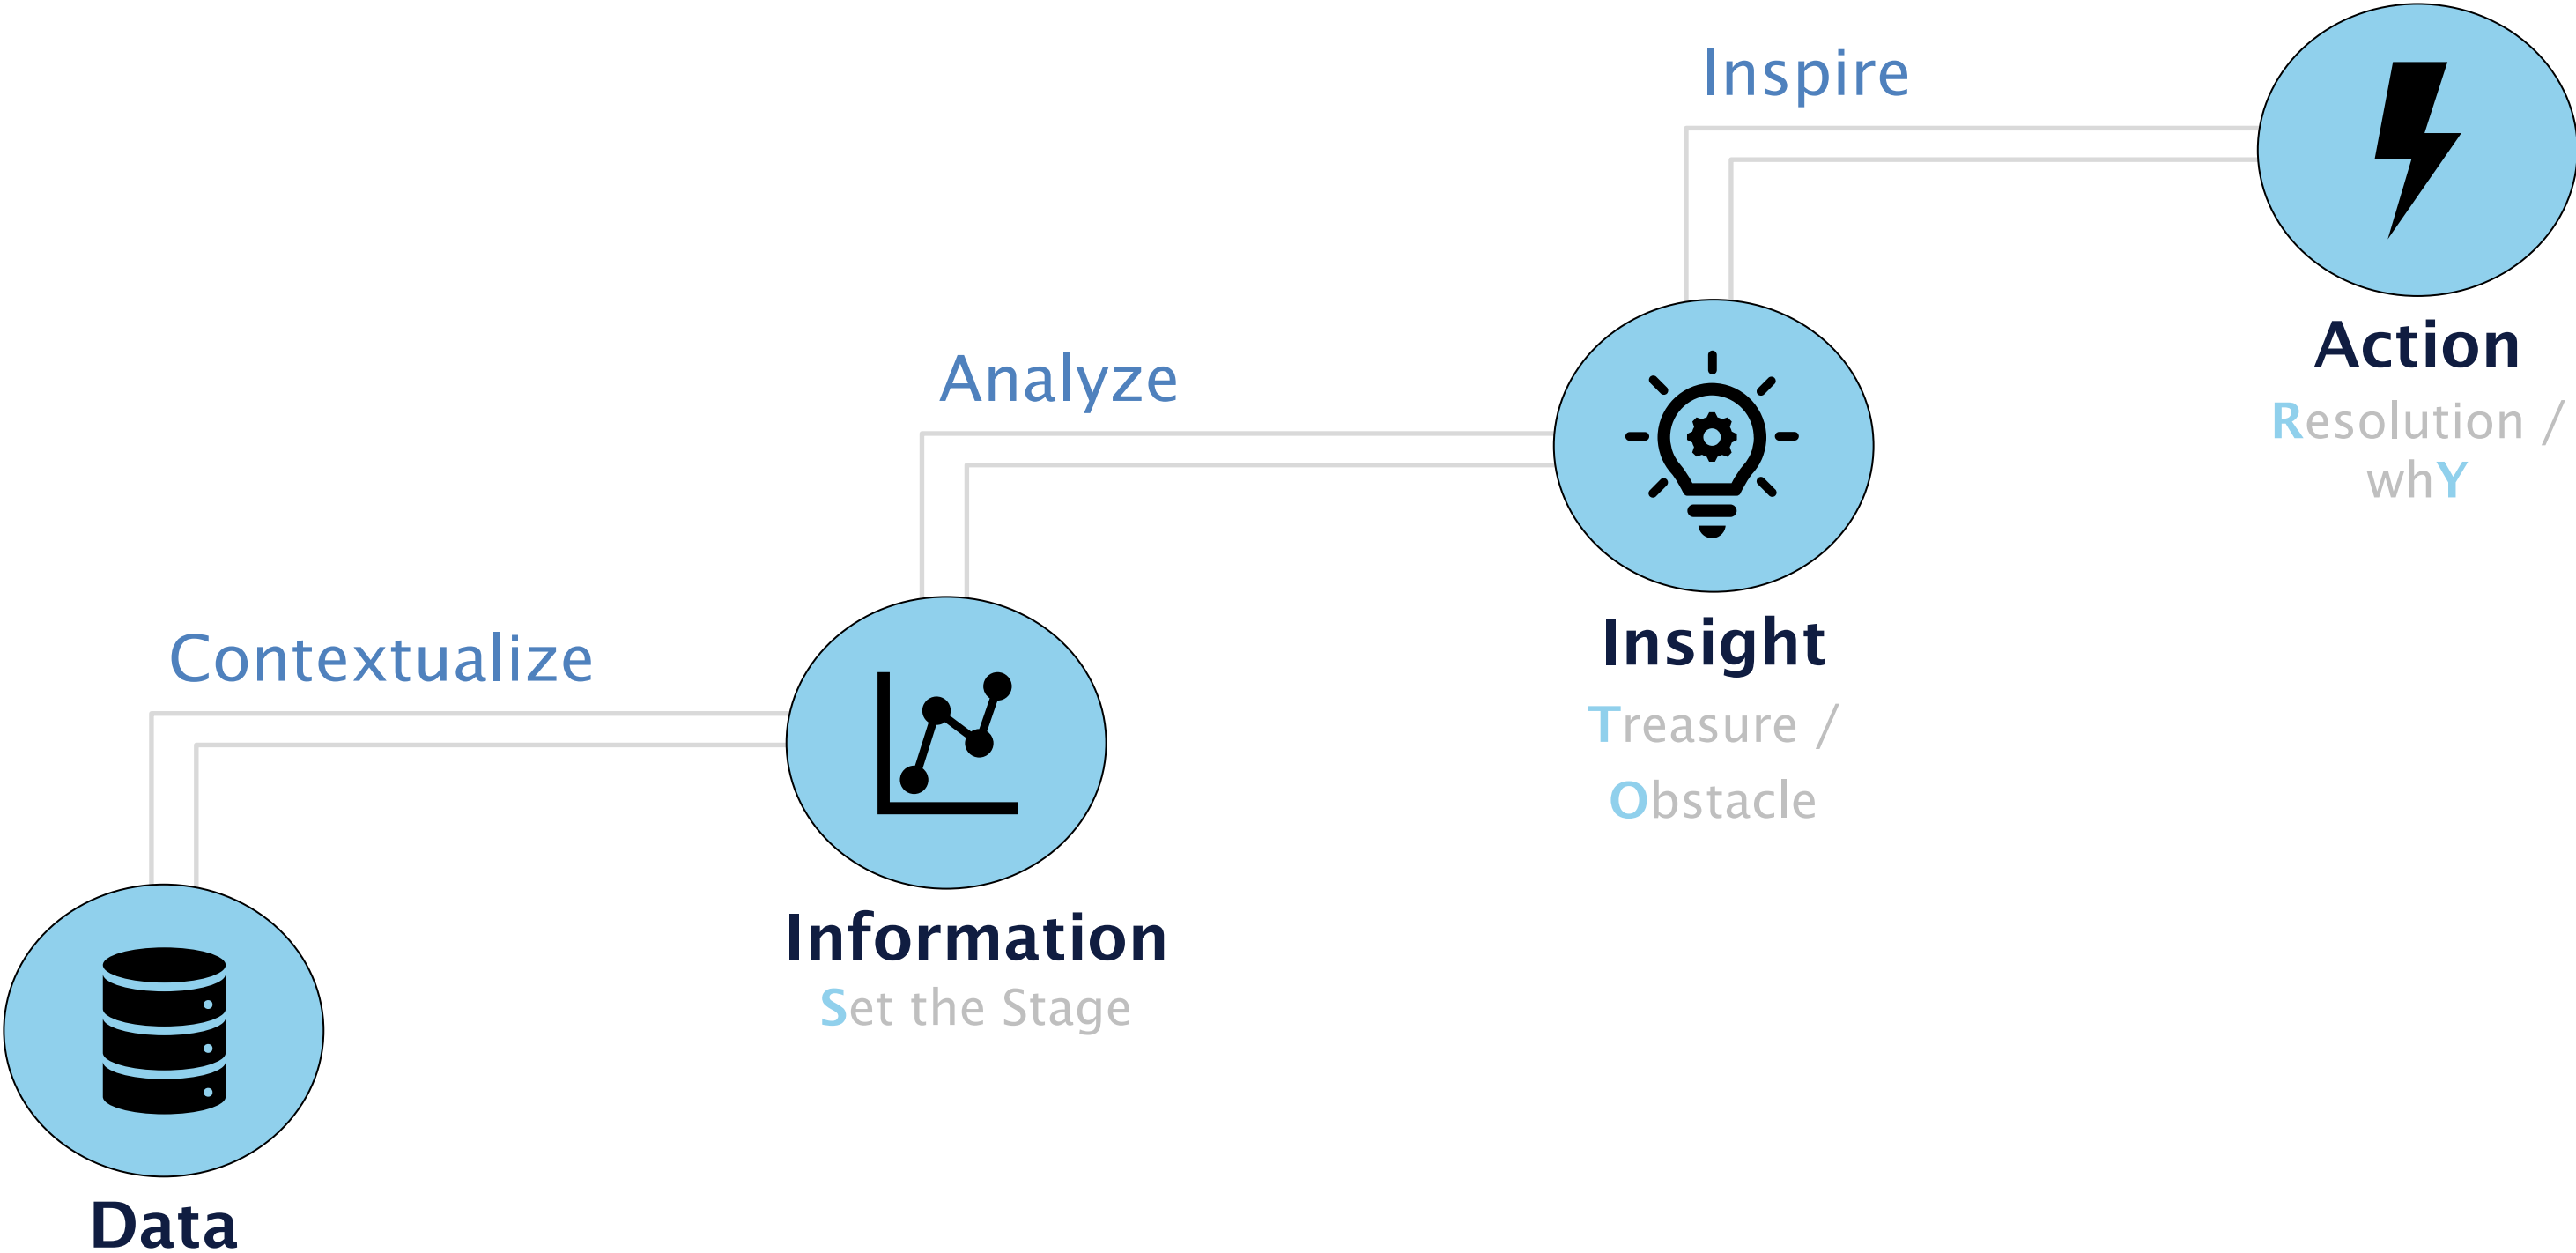 Inspire
Action
Resolution /
whY
Analyze
Insight
Treasure /
Obstacle
Contextualize
Information
Set the Stage
Data